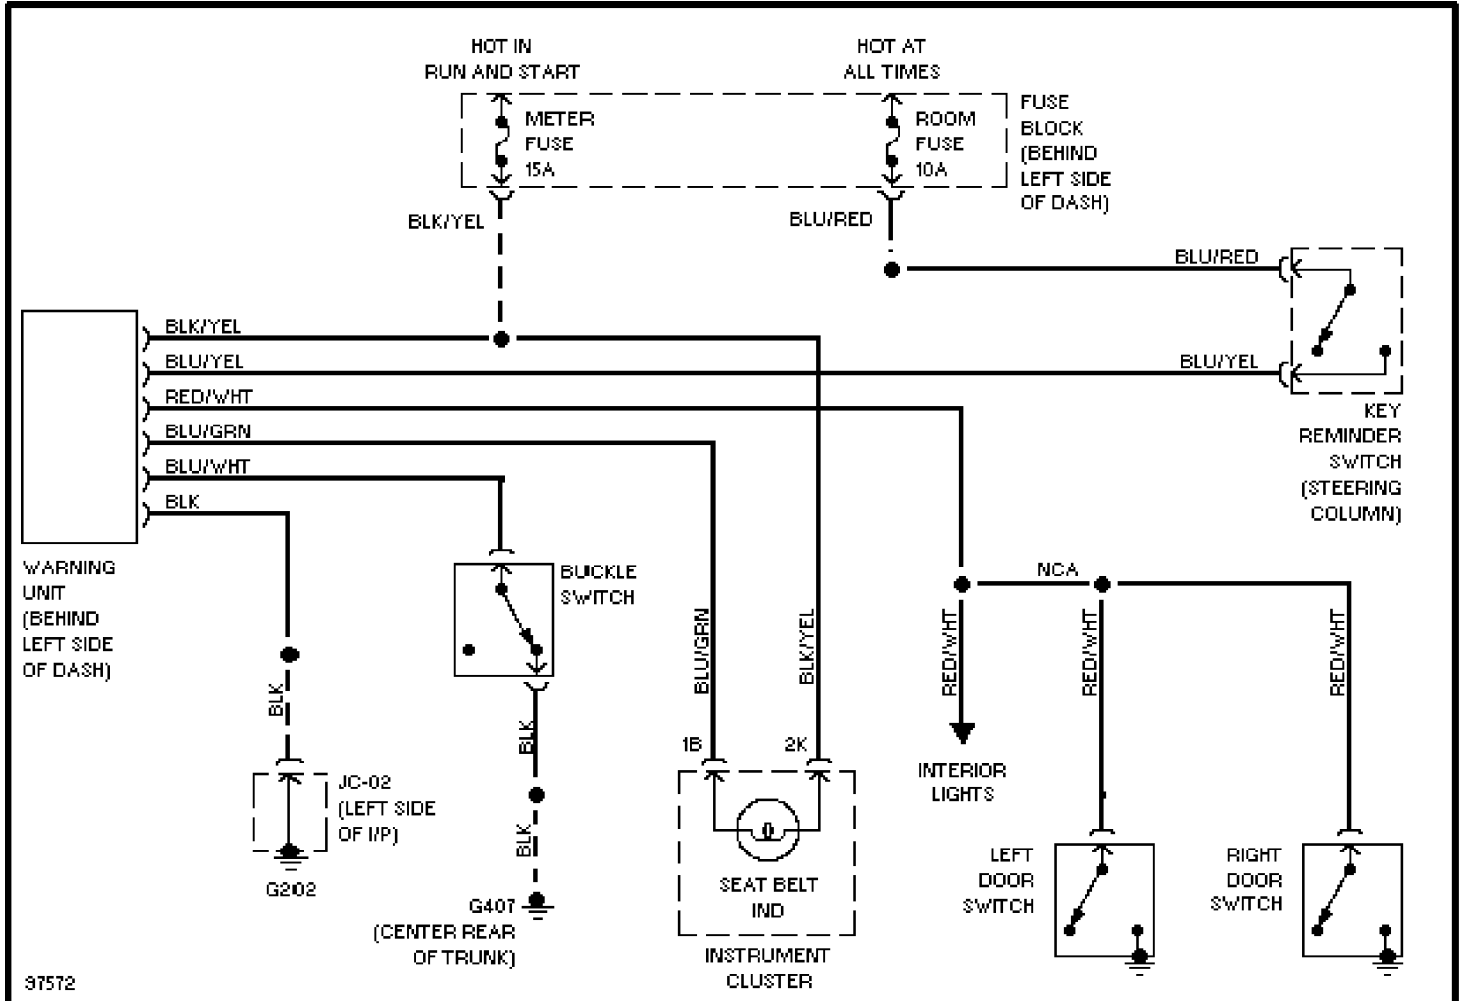 HOT IN
RUN AND START
HOT AT
ALL TIMES
METER
FUSE
15A
ROOM
FUSE
10A
FUSE
BLOCK
(BEHIND
LEFT SIDE
OF DASH)
BLK/YEL
BLU/RED
BLU/RED
BLK/YEL
BLU/YEL
BLU/YEL
RED/WHT
BLU/GRN
BLU/WHT
BLK
KEY
REMINDER
SWITCH
(STEERING
COLUMN)
WARNING
UNIT
(BEHIND
LEFT SIDE
OF DASH)
BUCKLE
SWITCH
NCA
BLU/GRN
BLK/YEL
RED/WHT
RED/WHT
RED/WHT
BLK
BLK
BLK
1B
2K
JC-02
(LEFT SIDE
OF I/P)
G202
INTERIOR
LIGHTS
LEFT
DOOR
SWITCH
RIGHT
DOOR
SWITCH
SEAT BELT
IND
G407
(CENTER REAR
OF TRUNK)
INSTRUMENT
CLUSTER
97572